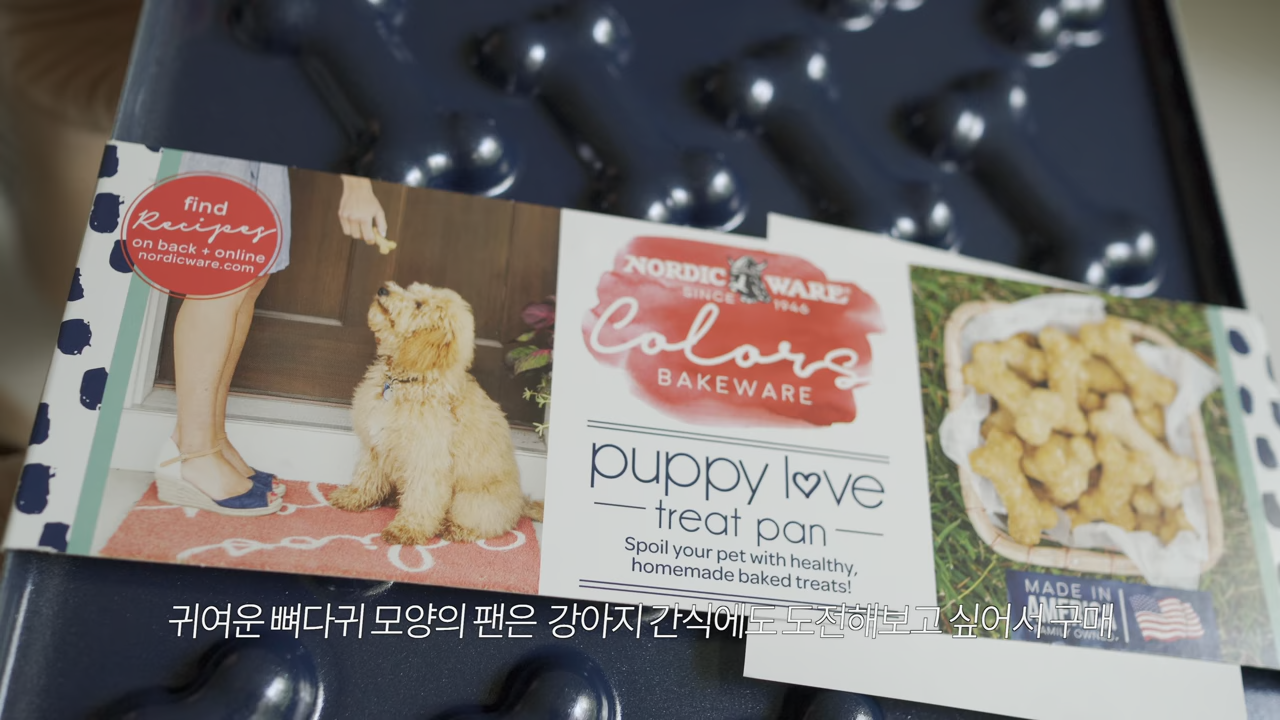 find
Recipes
on back + online
nordicware.com
NORDIC WARE
SINCE 1946
Colors
BAKEWARE
puppy love
treat pan
Spoil your pet with healthy,
homemade baked treats!
MADE IN
FAMILY OWNED
귀여운 뼈다귀 모양의 팬은 강아지 간식에도 도전해보고 싶어서 구매